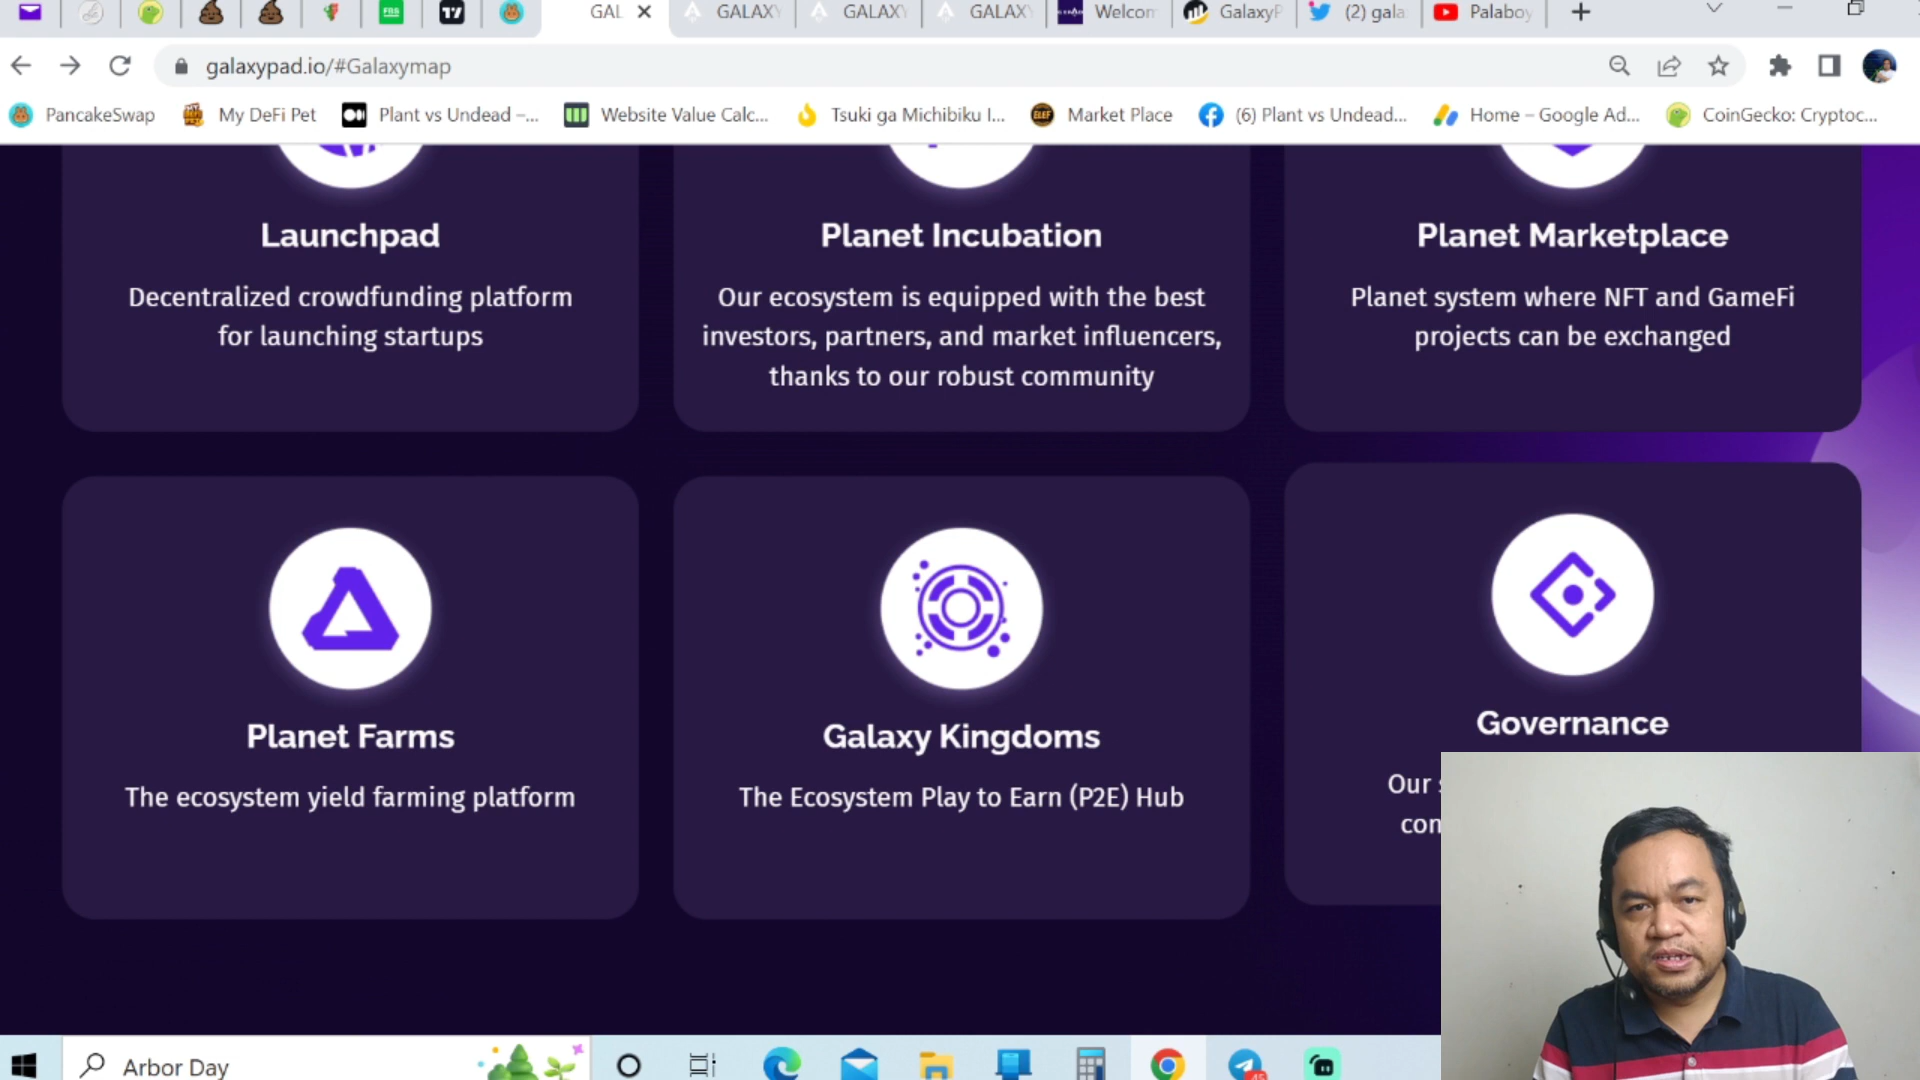 GAL
GALAXY
GALAXY
GALAXY
Welcom
GalaxyP
(2) gala
Palaboy
galaxypad.io/#Galaxymap
PancakeSwap
My DeFi Pet
Plant vs Undead –...
Website Value Calc...
Tsuki ga Michibiku I...
Market Place
(6) Plant vs Undead...
Home – Google Ad...
CoinGecko: Cryptoc...
Launchpad
Decentralized crowdfunding platform
for launching startups
Planet Incubation
Our ecosystem is equipped with the best
investors, partners, and market influencers,
thanks to our robust community
Planet Marketplace
Planet system where NFT and GameFi
projects can be exchanged
Planet Farms
The ecosystem yield farming platform
Galaxy Kingdoms
The Ecosystem Play to Earn (P2E) Hub
Governance
Our
con
Arbor Day